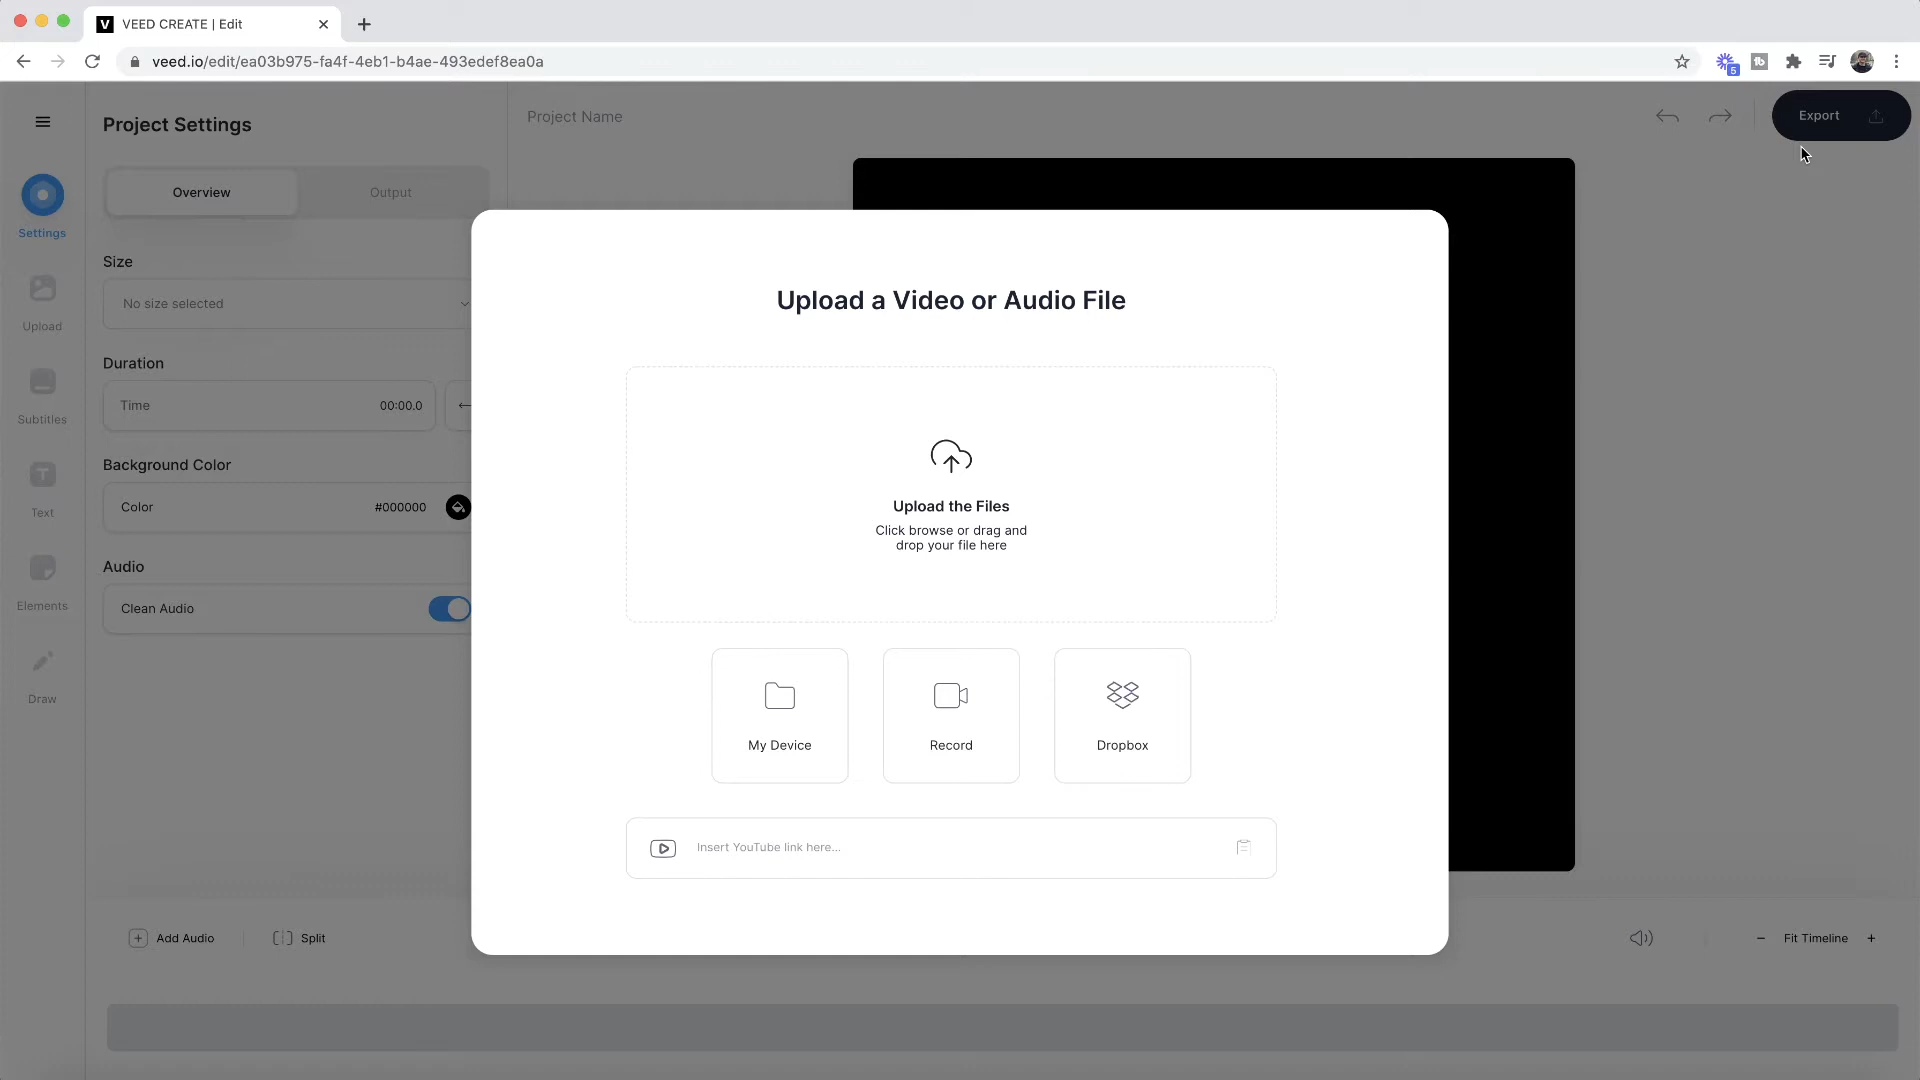 VEED CREATE | Edit
veed.io/edit/ea03b975-fa4f-4eb1-b4ae-493edef8ea0a
5
Project Settings
Project Name
Export
Overview
Output
Settings
Size
No size selected
Upload
Duration
Time 00:00.0
Subtitles
Background Color
Color #000000
Text
Audio
Clean Audio
Elements
Draw
Upload a Video or Audio File
Upload the Files
Click browse or drag and
drop your file here
My Device
Record
Dropbox
Insert YouTube link here...
Add Audio
Split
Fit Timeline